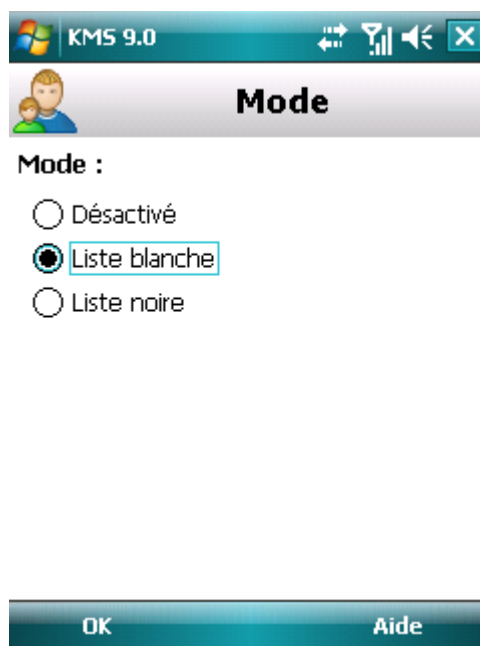 KMS 9.0
Mode
Mode :
Désactivé
Liste blanche
Liste noire
OK Aide